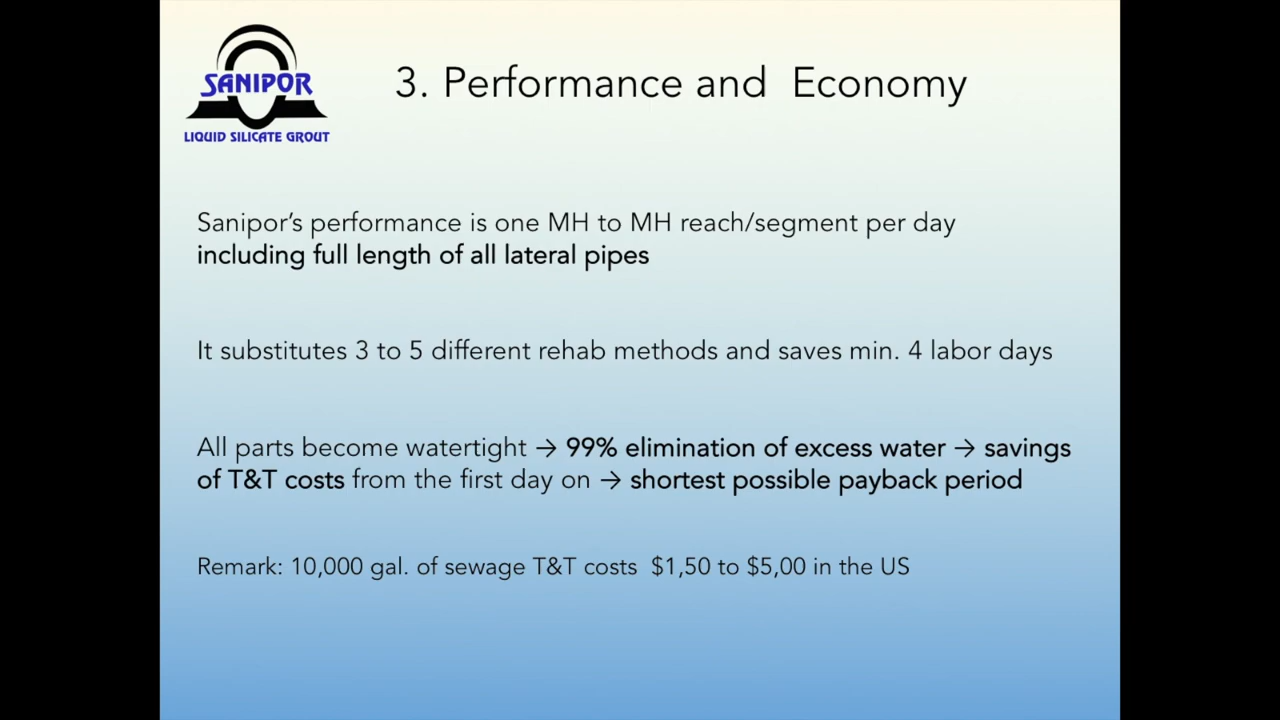 SANIPOR
LIQUID SILICATE GROUT
3. Performance and Economy
Sanipor’s performance is one MH to MH reach/segment per day
including full length of all lateral pipes
It substitutes 3 to 5 different rehab methods and saves min. 4 labor days
All parts become watertight → 99% elimination of excess water → savings
of T&T costs from the first day on → shortest possible payback period
Remark: 10,000 gal. of sewage T&T costs $1,50 to $5,00 in the US